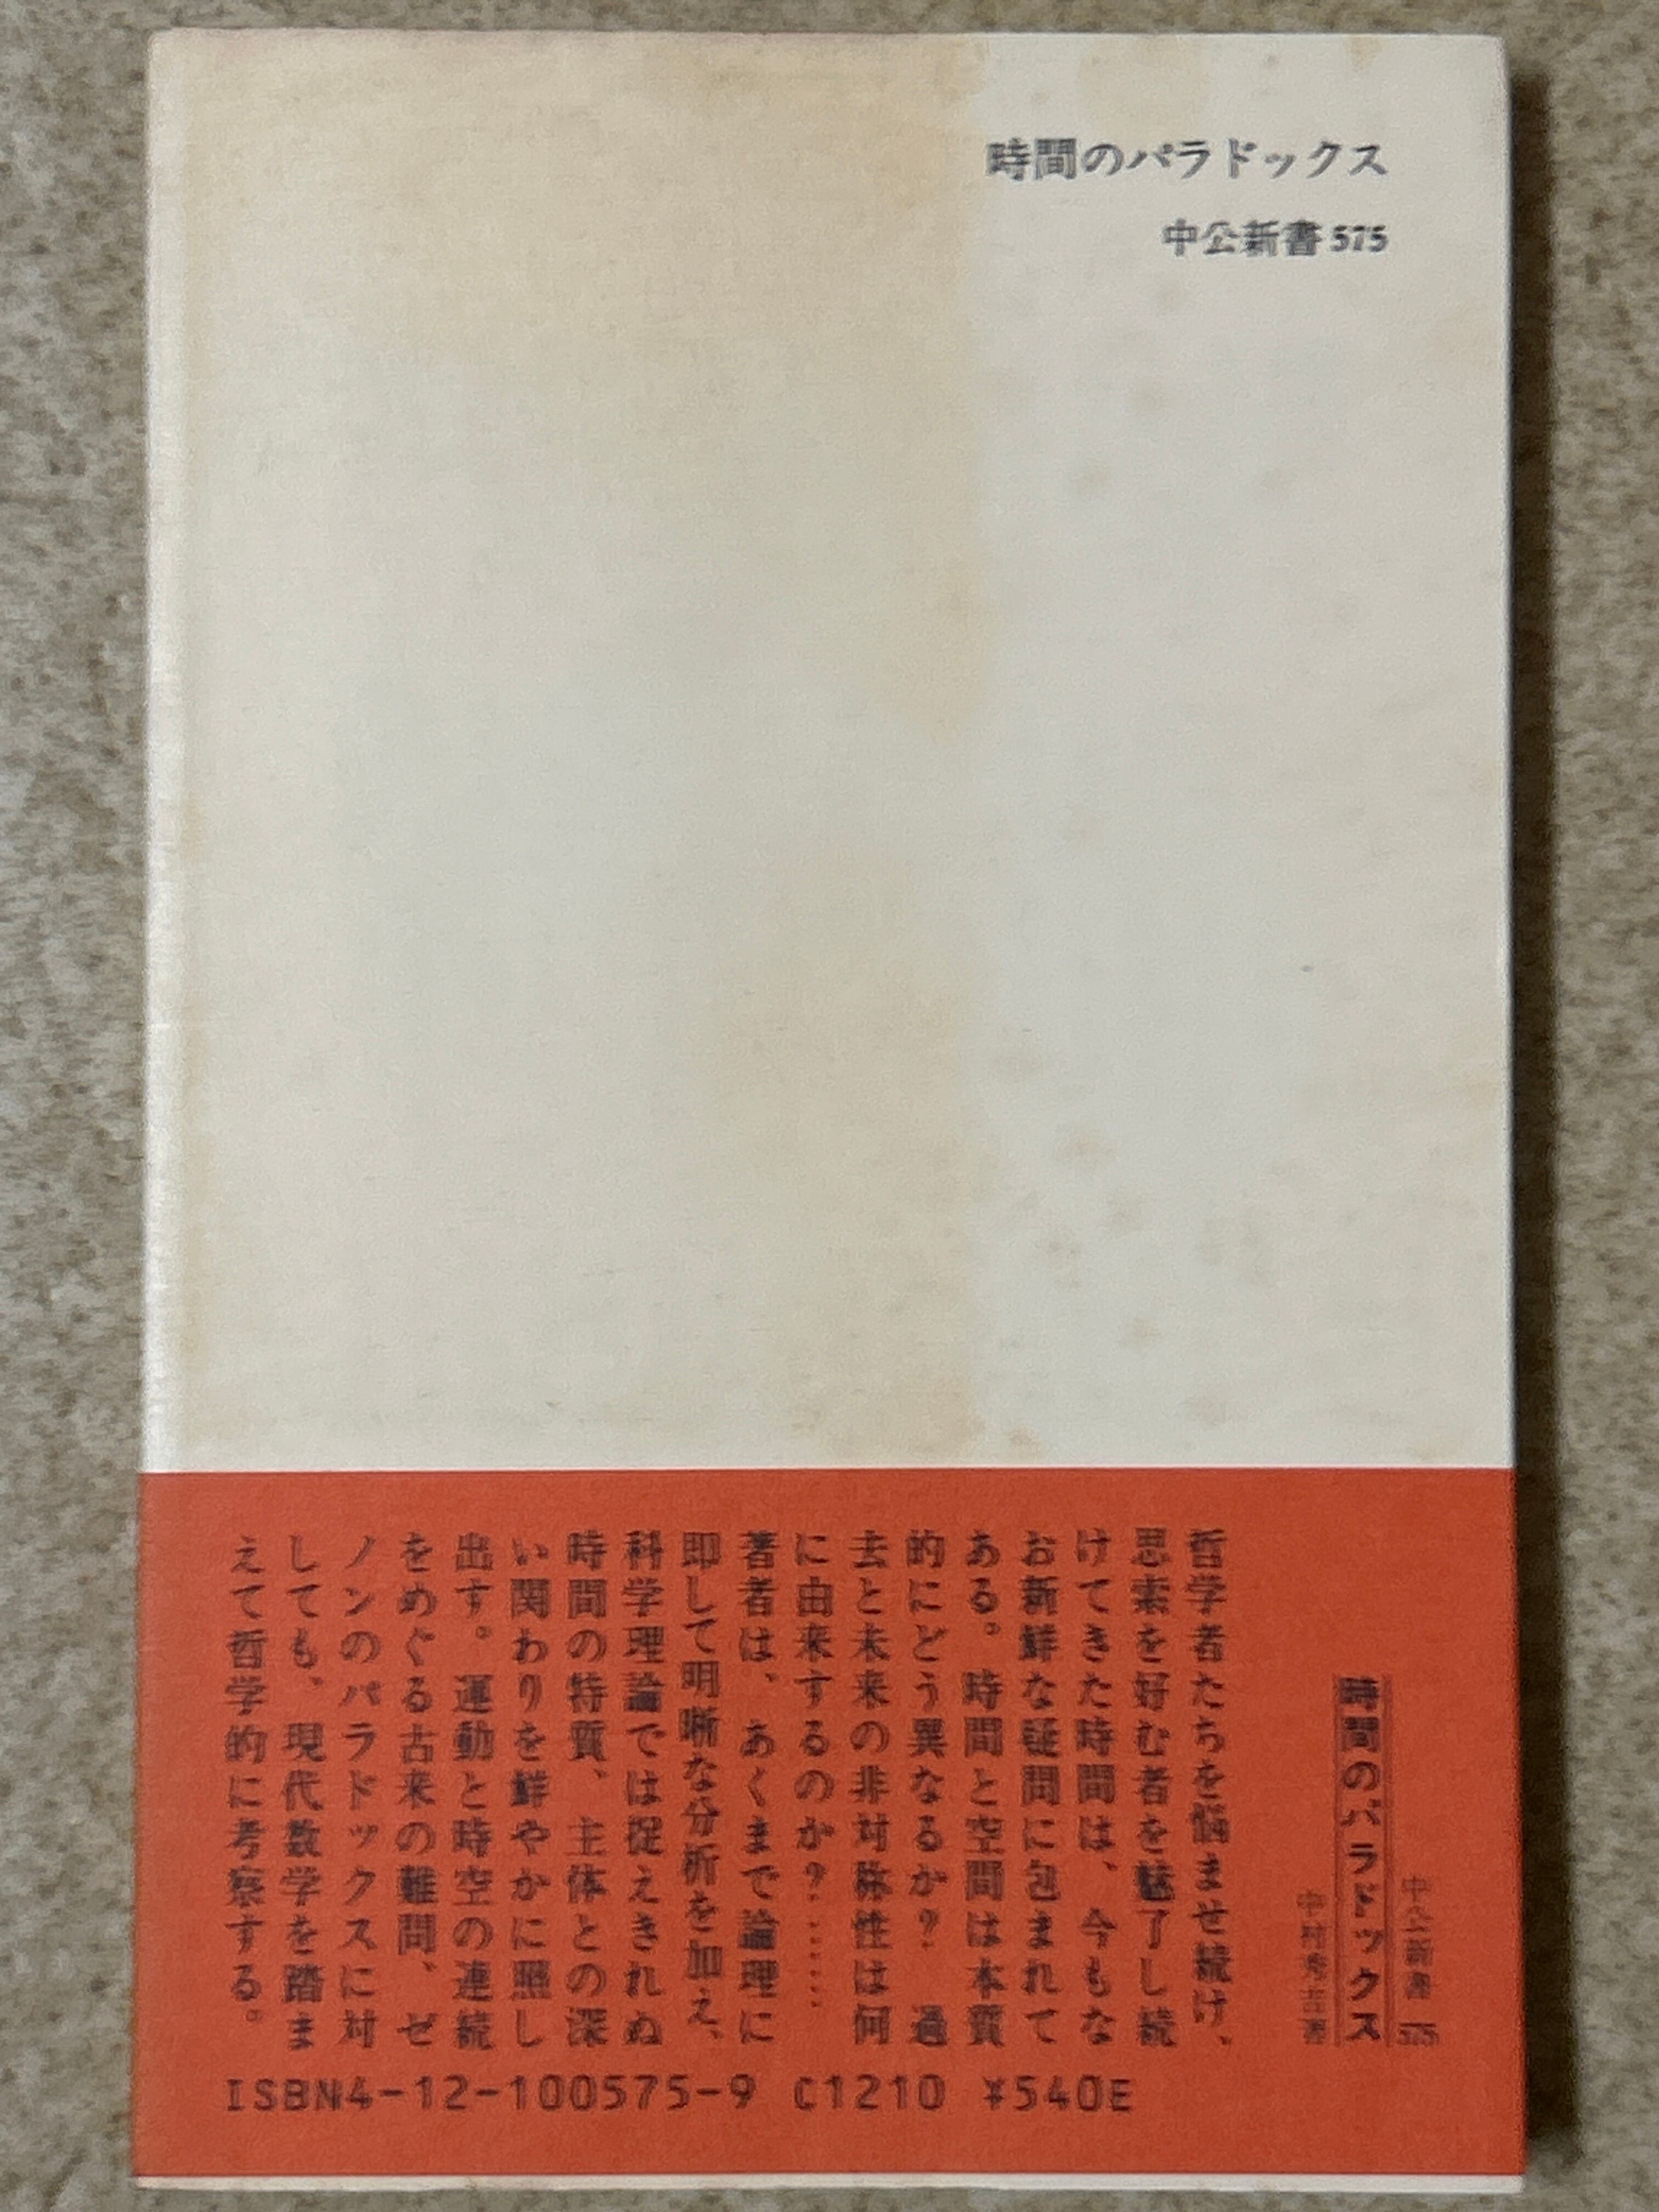 時間のパラドックス
中公新書 575
中公新書 575
時間のパラドックス
中村秀吉著
哲学者たちを悩ませ続け、
思索を好む者を魅了し続
けてきた時間は、今もな
お新鮮な疑問に包まれて
ある。時間と空間は本質
的にどう異なるか? 過
去と未来の非対称性は何
に由来するのか?……
著者は、あくまで論理に
即して明晰な分析を加え、
科学理論では捉えきれぬ
時間の特質、主体との深
い関わりを鮮やかに照し
出す。運動と時空の連続
をめぐる古来の難問、ゼ
ノンのパラドックスに対
しても、現代数学を踏ま
えて哲学的に考察する。
ISBN4-12-100575-9 C1210 ¥540E